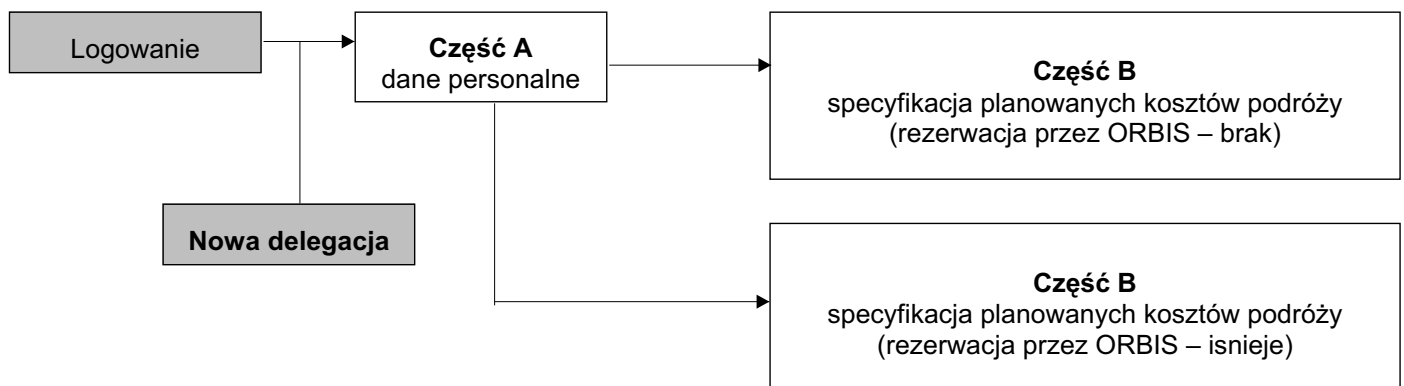 Logowanie
Część A
dane personalne
Część B
specyfikacja planowanych kosztów podróży
(rezerwacja przez ORBIS – brak)
Nowa delegacja
Część B
specyfikacja planowanych kosztów podróży
(rezerwacja przez ORBIS – isnieje)